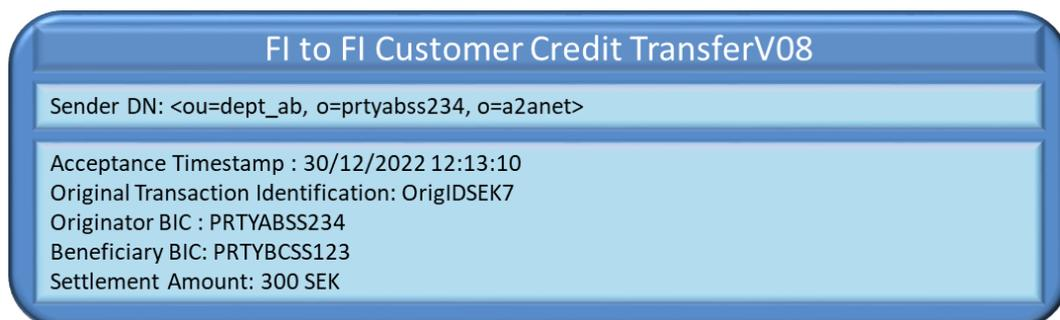 FI to FI Customer Credit TransferV08
Sender DN: <ou=dept_ab, o=prtyabss234, o=a2anet>
Acceptance Timestamp : 30/12/2022 12:13:10
Original Transaction Identification: OrigIDSEK7
Originator BIC : PRTYABSS234
Beneficiary BIC: PRTYBCSS123
Settlement Amount: 300 SEK